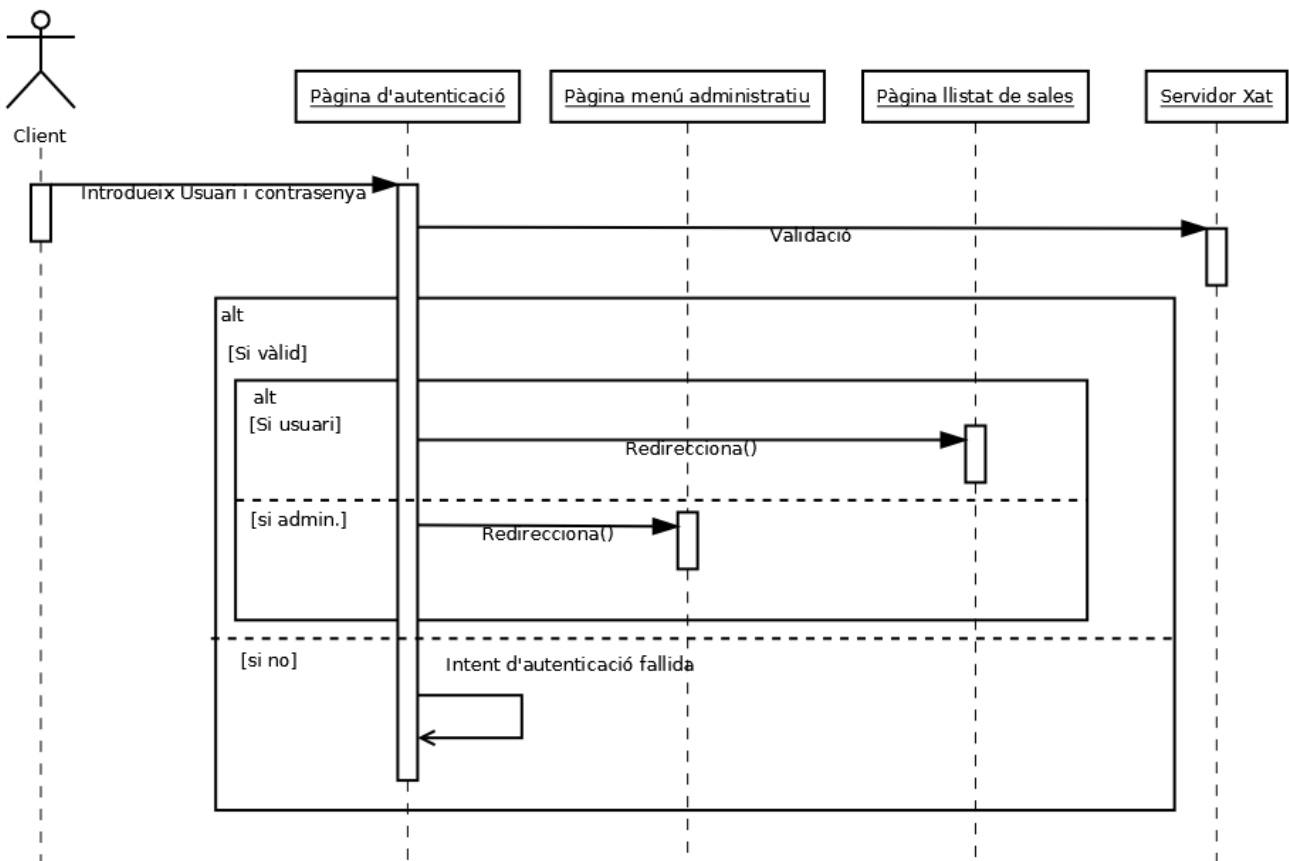 Client
Pàgina d'autenticació
Pàgina menú administratiu
Pàgina llistat de sales
Servidor Xat
Introdueix Usuari i contrasenya
Validació
alt
[Si vàlid]
alt
[Si usuari]
Redirecciona()
[si admin.]
Redirecciona()
[si no]
Intent d'autenticació fallida